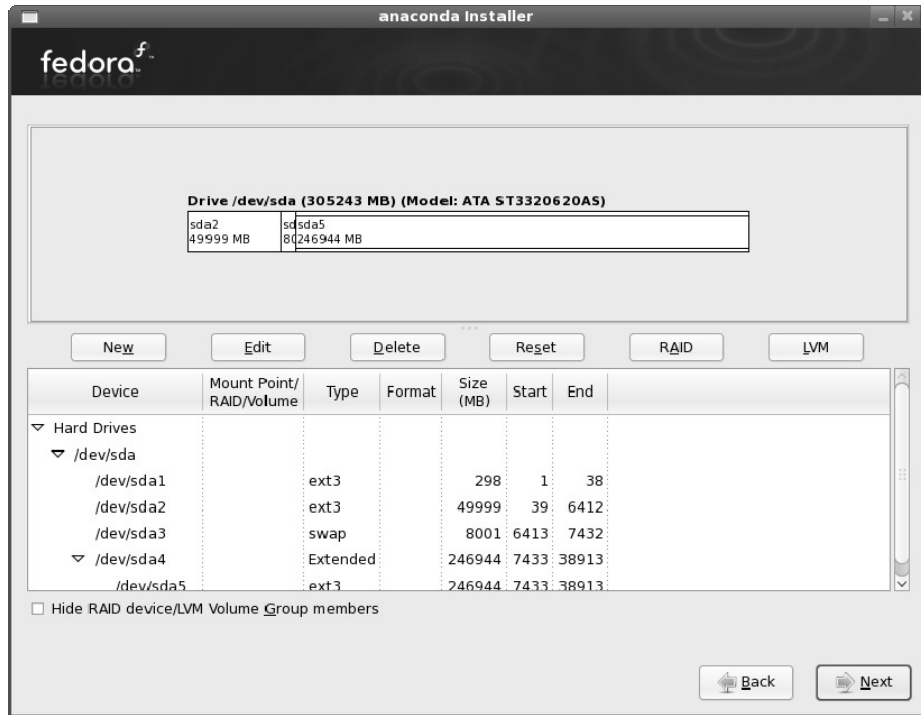 anaconda Installer
fedora
Drive /dev/sda (305243 MB) (Model: ATA ST3320620AS)
sda2 sd sda5
49999 MB 80 246944 MB
New Edit Delete Reset RAID LVM
Device Mount Point/ RAID/Volume Type Format Size (MB) Start End
Hard Drives
/dev/sda
/dev/sda1 ext3 298 1 38
/dev/sda2 ext3 49999 39 6412
/dev/sda3 swap 8001 6413 7432
/dev/sda4 Extended 246944 7433 38913
/dev/sda5 ext3 246944 7433 38913
Hide RAID device/LVM Volume Group members
Back Next